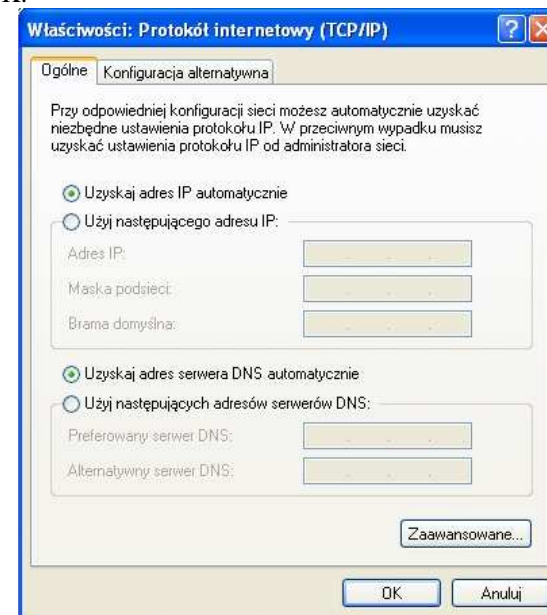 Właściwości: Protokół internetowy (TCP/IP)
Ogólne
Konfiguracja alternatywna
Przy odpowiedniej konfiguracji sieci możesz automatycznie uzyskać
niezbędne ustawienia protokołu IP. W przeciwnym wypadku musisz
uzyskać ustawienia protokołu IP od administratora sieci.
Uzyskaj adres IP automatycznie
Użyj następującego adresu IP:
Adres IP:
Maska podsieci:
Brama domyślna:
Uzyskaj adres serwera DNS automatycznie
Użyj następujących adresów serwerów DNS:
Preferowany serwer DNS:
Alternatywny serwer DNS:
Zaawansowane...
OK
Anuluj